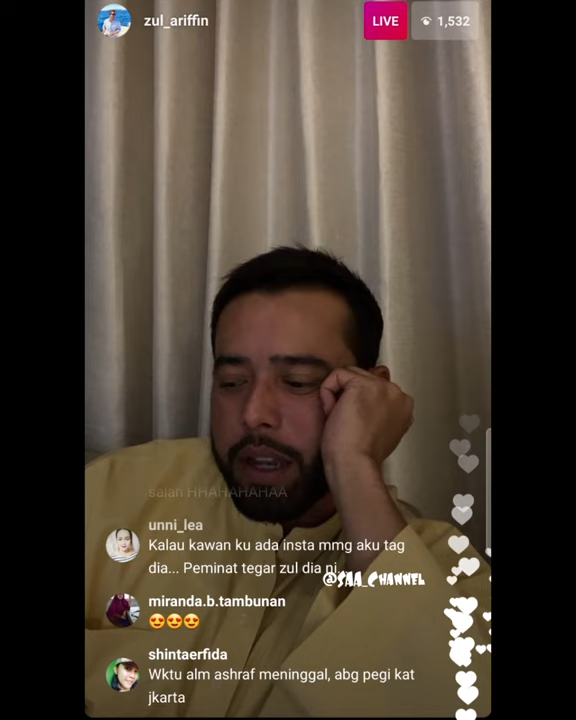 zul_ariffin
LIVE
1,532
salah HHAHAHAHAA
unni_lea
Kalau kawan ku ada insta mmg aku tag
dia... Peminat tegar zul dia ni..
@SAA_CHANNEL
miranda.b.tambunan
shintaerfida
Wktu alm ashraf meninggal, abg pegi kat
jkarta